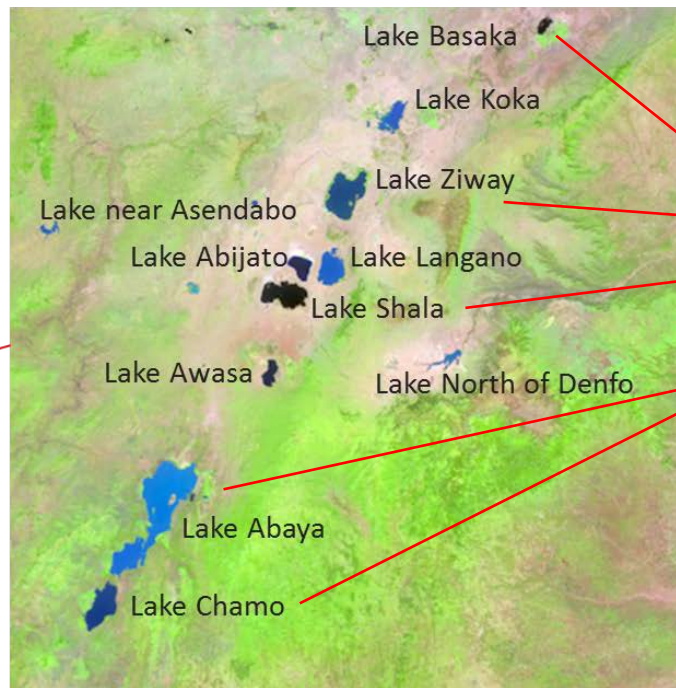 Lake Basaka
Lake Koka
Lake Ziway
Lake near Asendabo
Lake Abijato
Lake Langano
Lake Shala
Lake Awasa
Lake North of Denfo
Lake Abaya
Lake Chamo